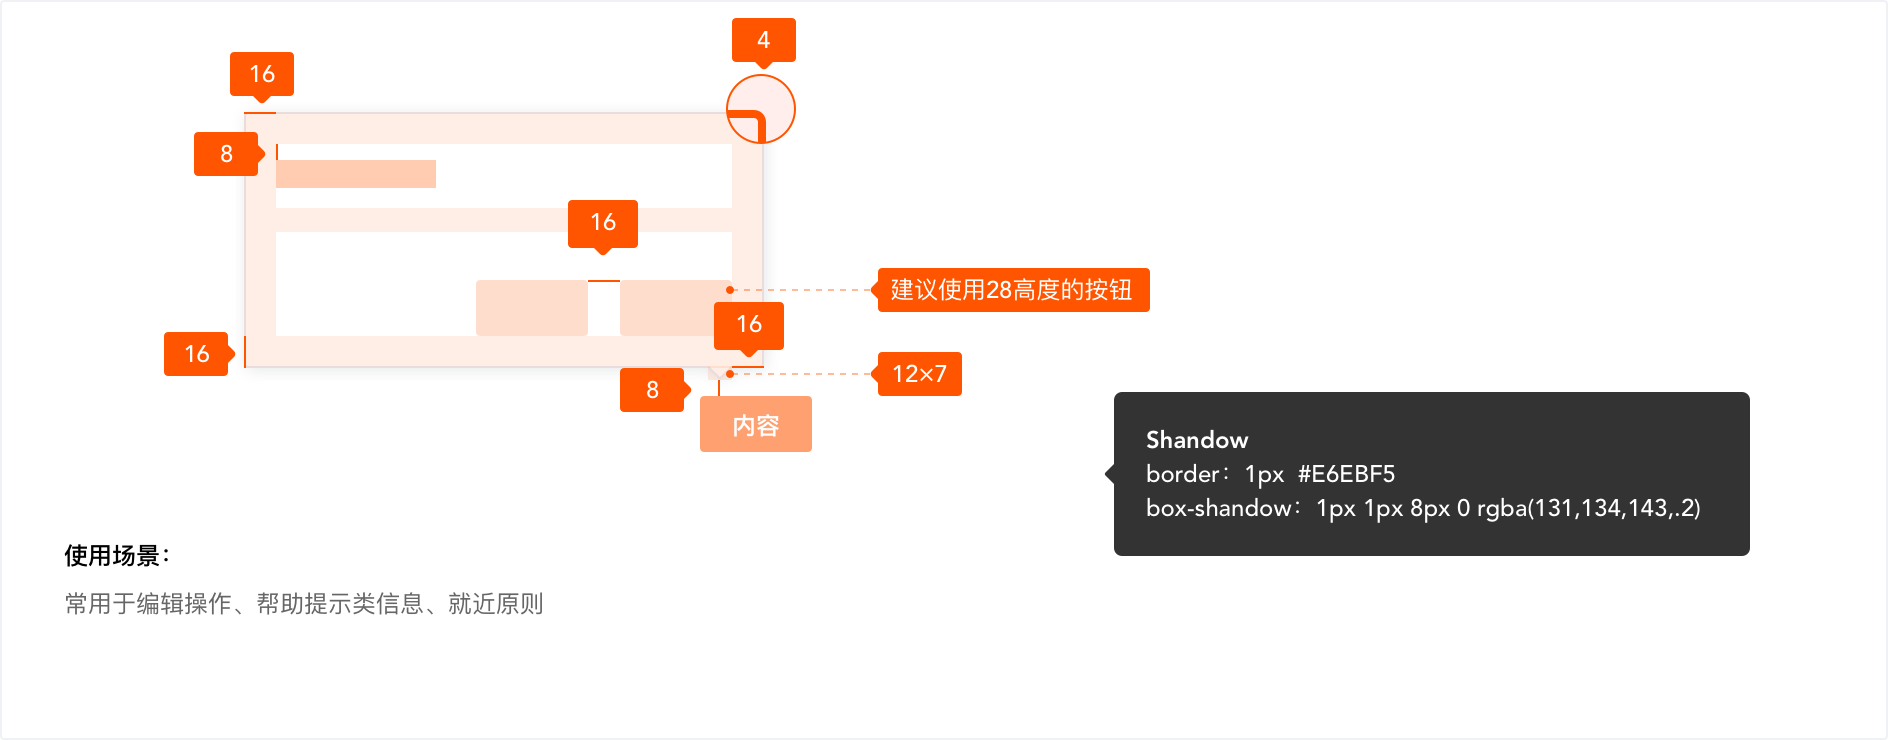 4
16
8
16
建议使用28高度的按钮
16
16
12×7
8
内容
Shandow
border：1px #E6EBF5
box-shandow：1px 1px 8px 0 rgba(131,134,143,.2)
使用场景：
常用于编辑操作、帮助提示类信息、就近原则